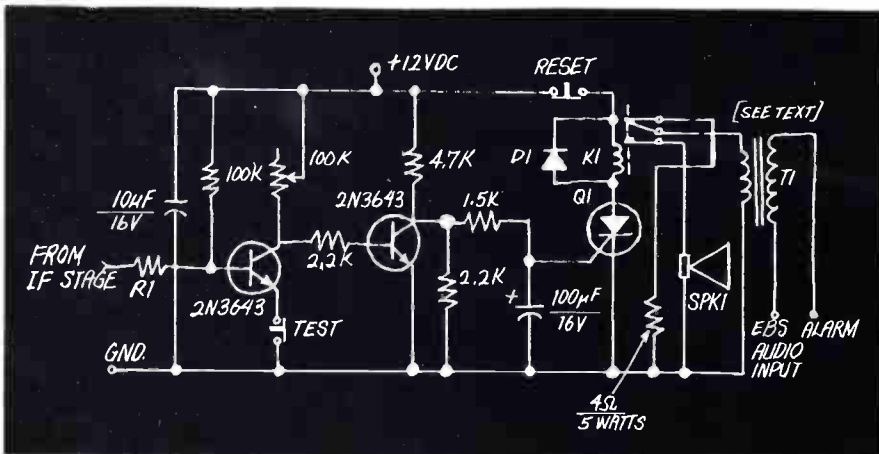 +12VDC
RESET
[SEE TEXT]
D1
K1
T1
100K
100K
4.7K
10µF
16V
2N3643
1.5K
Q1
FROM
IF STAGE
R1
2.2K
2.2K
2N3643
+
100µF
16V
SPK1
TEST
GND.
EBS ALARM
AUDIO
INPUT
4Ω
5 WATTS